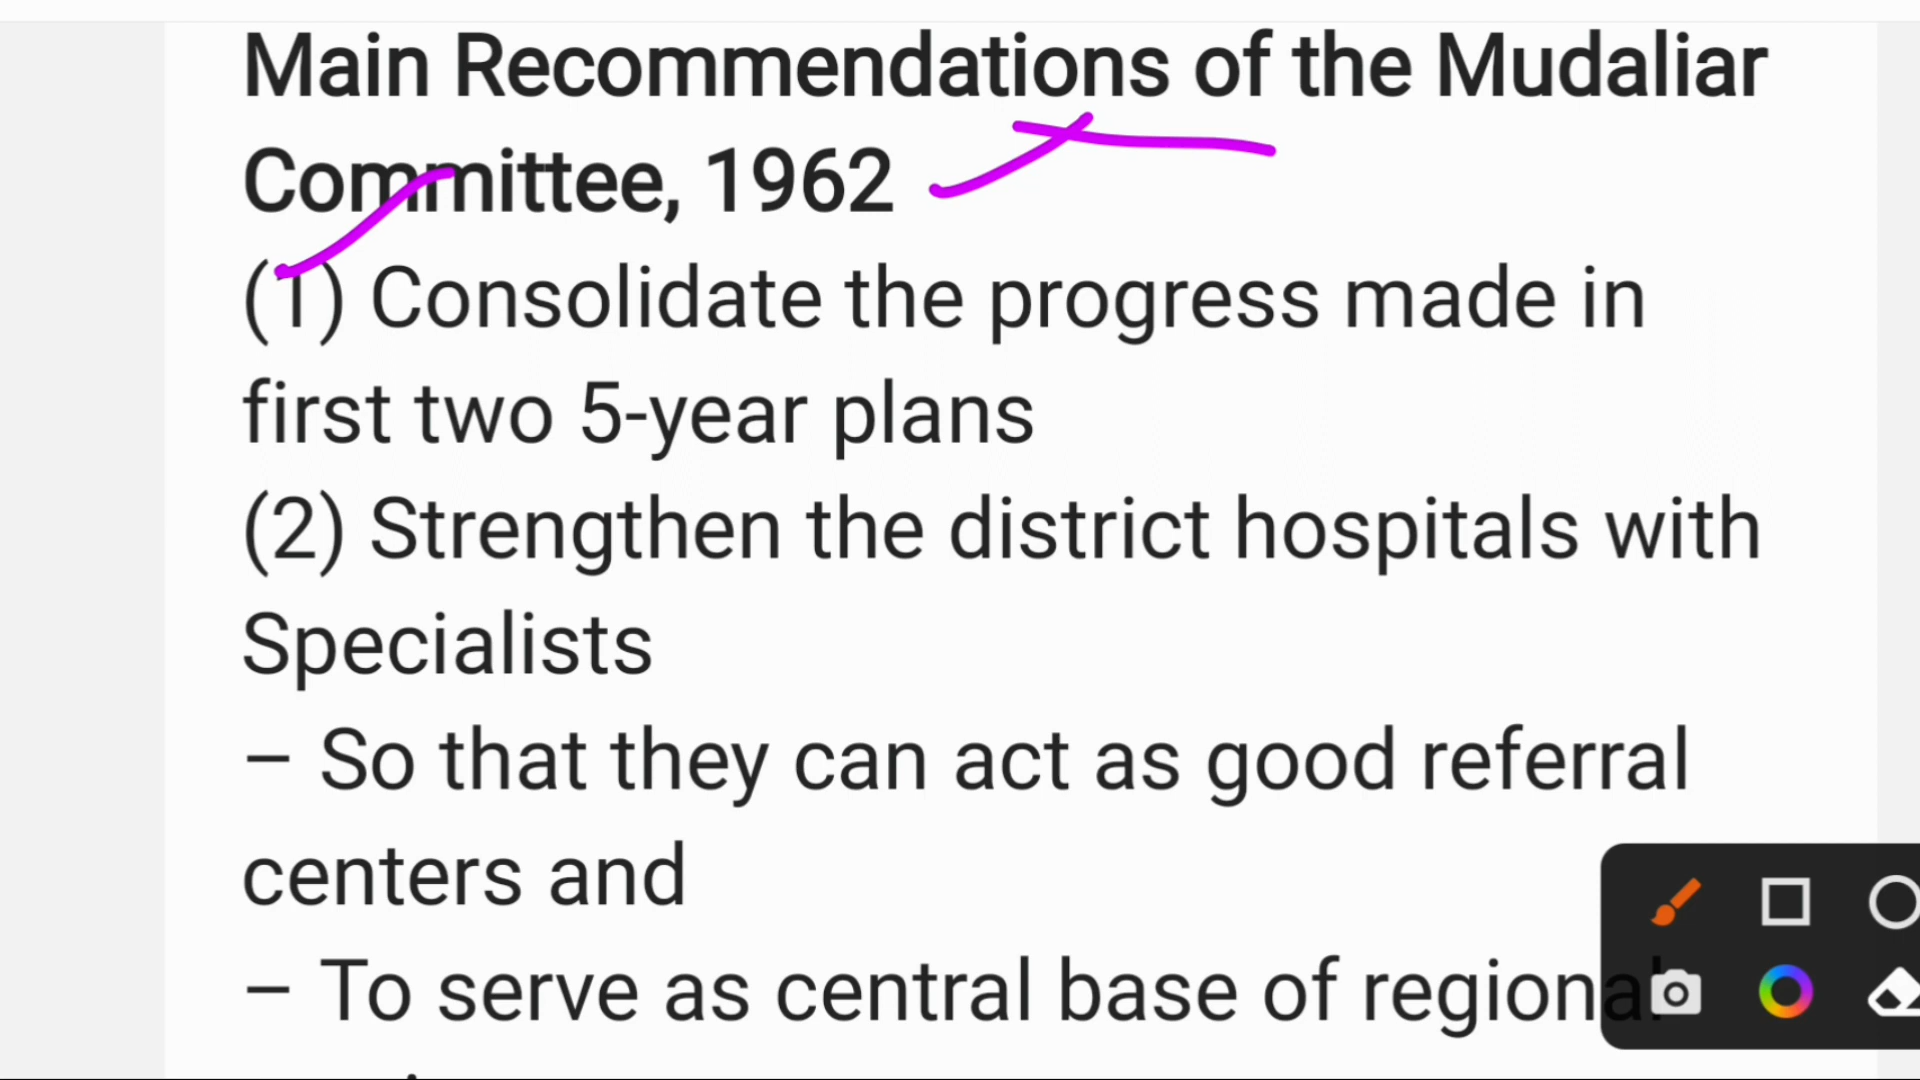 Main Recommendations of the Mudaliar
Committee, 1962
(1) Consolidate the progress made in
first two 5-year plans
(2) Strengthen the district hospitals with
Specialists
– So that they can act as good referral
centers and
– To serve as central base of regional